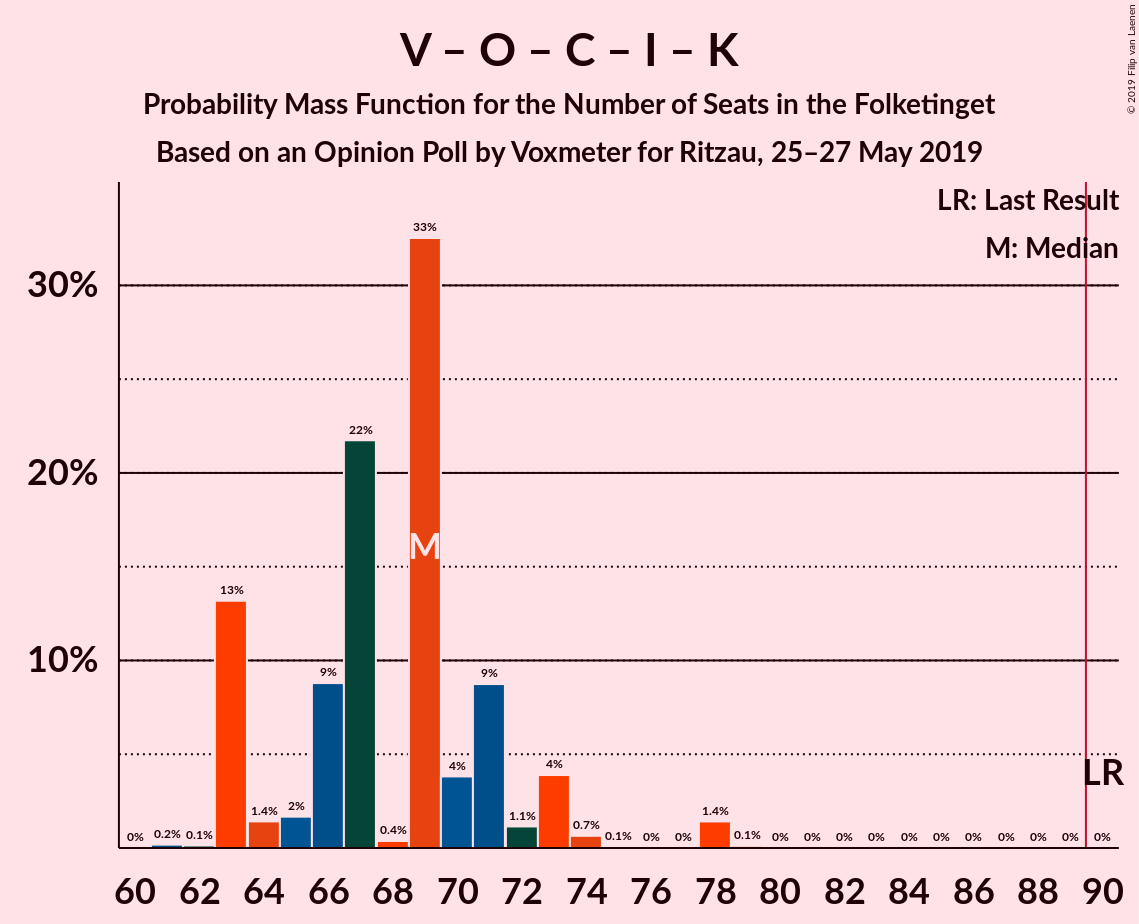 V – O – C – I – K
Probability Mass Function for the Number of Seats in the Folketinget
Based on an Opinion Poll by Voxmeter for Ritzau, 25–27 May 2019
© 2019 Filip van Laenen
LR: Last Result
M: Median
30%
20%
10%
0% 0.2% 0.1% 13% 1.4% 2% 9% 22% 0.4% 33% 4% 9% 1.1% 4% 0.7% 0.1% 0% 0% 1.4% 0.1% 0% 0% 0% 0% 0% 0% 0% 0% 0% 0% 0%
M
LR
60 62 64 66 68 70 72 74 76 78 80 82 84 86 88 90